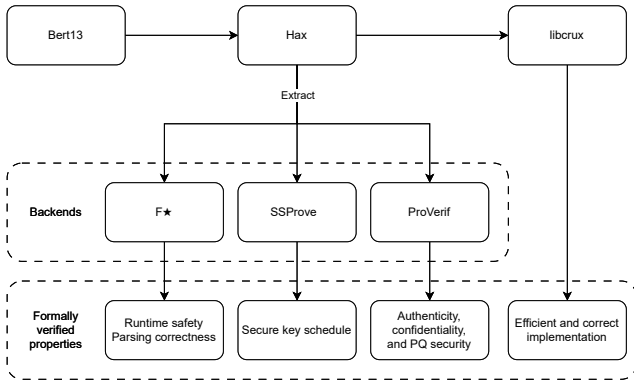 Bert13
Hax
libcrux
Extract
Backends
F★
SSProve
ProVerif
Formally
verified
properties
Runtime safety
Parsing correctness
Secure key schedule
Authenticity,
confidentiality,
and PQ security
Efficient and correct
implementation